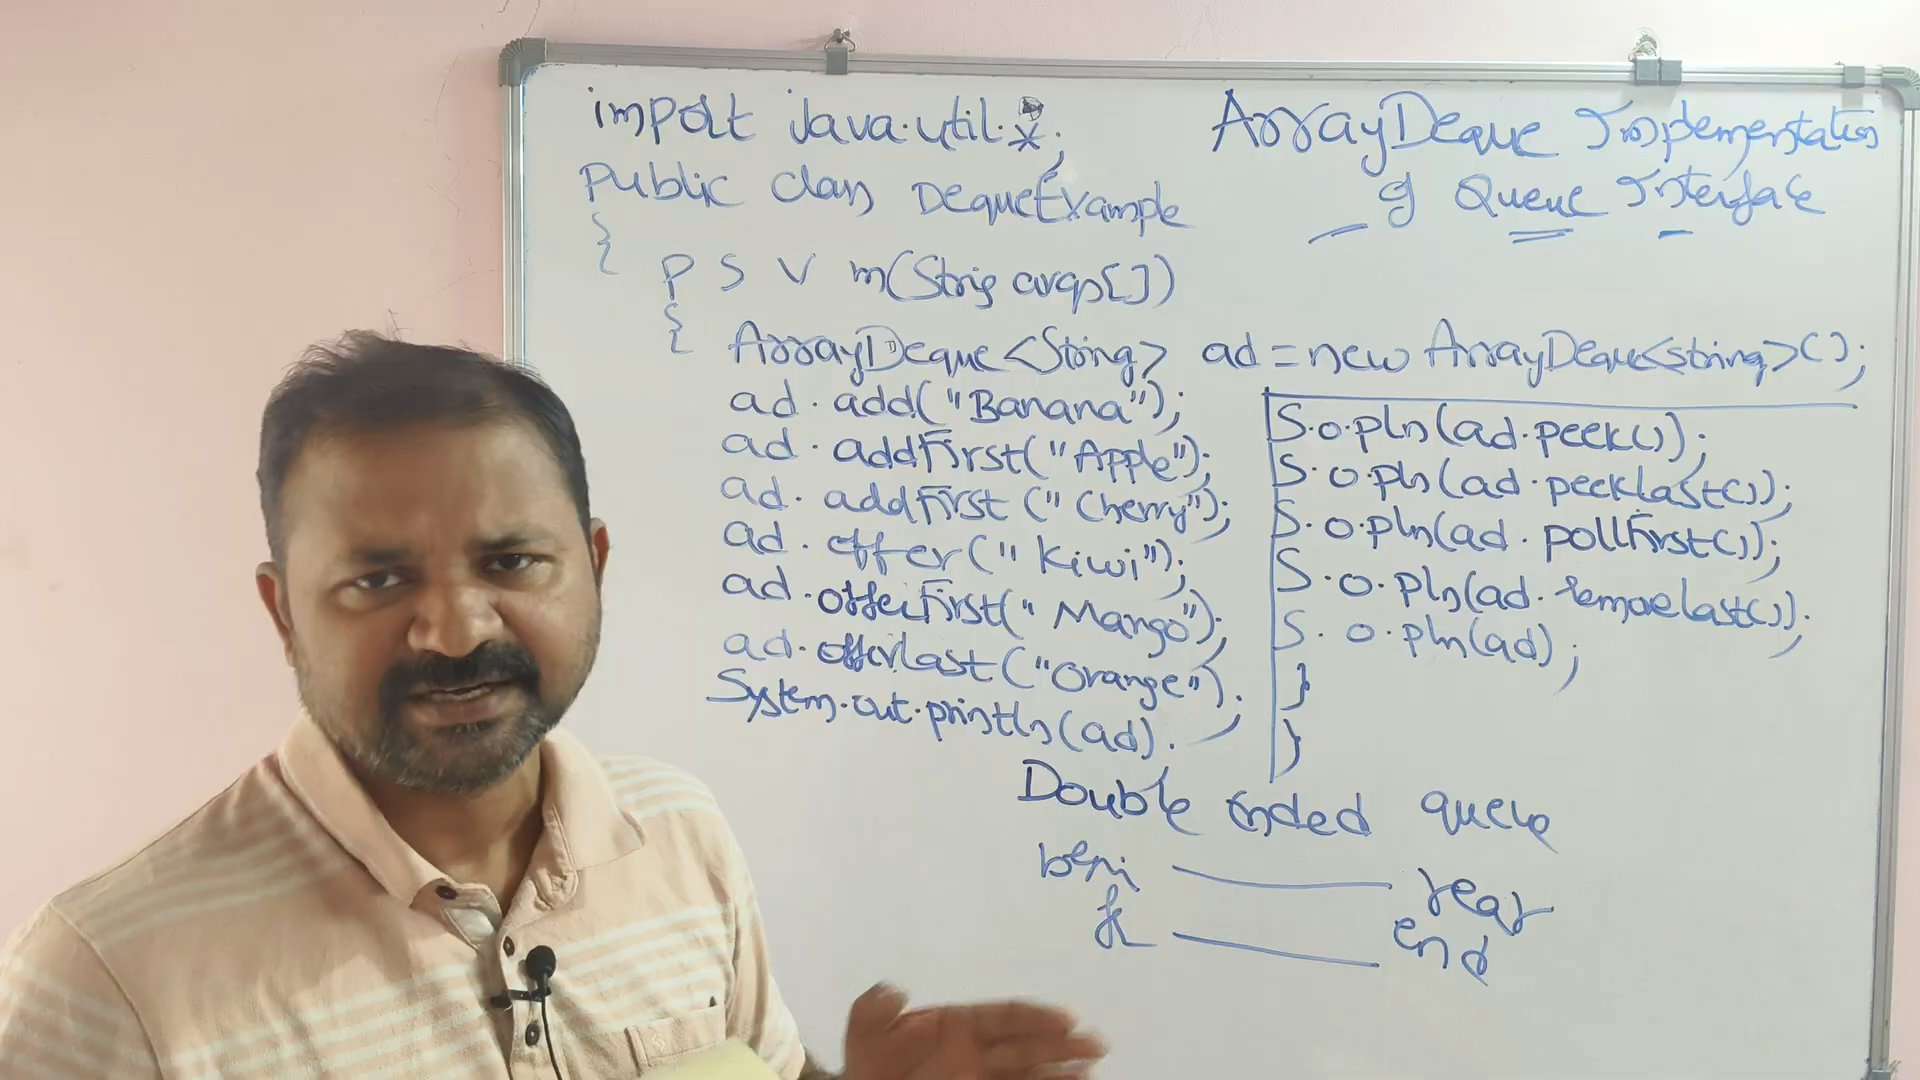 import java.util.*;
ArrayDeque Implementation
of Queue Interface
Public class DequeExample
{
P S V m(String args[])
{
ArrayDeque<String> ad = new ArrayDeque<string>();
ad.add("Banana");
ad.addFirst("Apple");
ad.addFirst("Cherry");
ad.offer("kiwi");
ad.offerFirst("Mango");
ad.offerlast("Orange");
System.out.println(ad);
S.o.pln(ad.peek());
S.o.pln(ad.peeklast());
S.o.pln(ad.pollFirst());
S.o.pln(ad.removelast());
S.o.pln(ad);
}
}
Double ended queue
rear
end